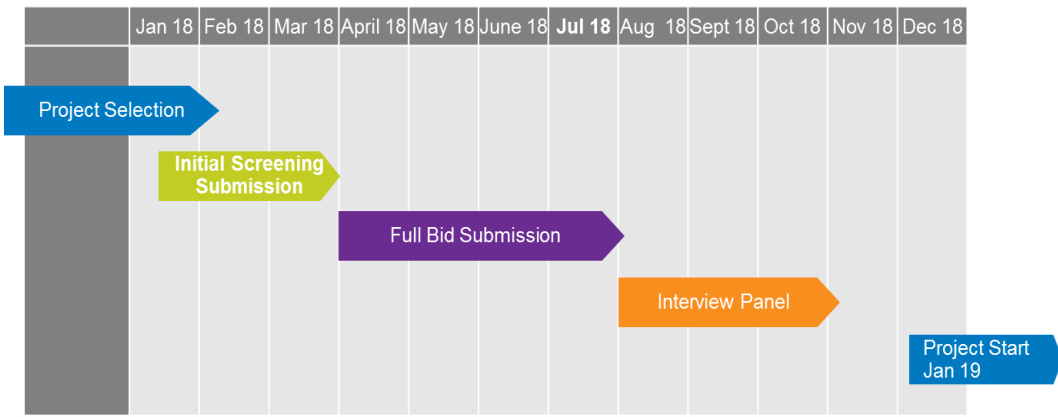 Jan 18 Feb 18 Mar 18 April 18 May 18 June 18 Jul 18 Aug 18 Sept 18 Oct 18 Nov 18 Dec 18
Project Selection
Initial Screening
Submission
Full Bid Submission
Interview Panel
Project Start
Jan 19